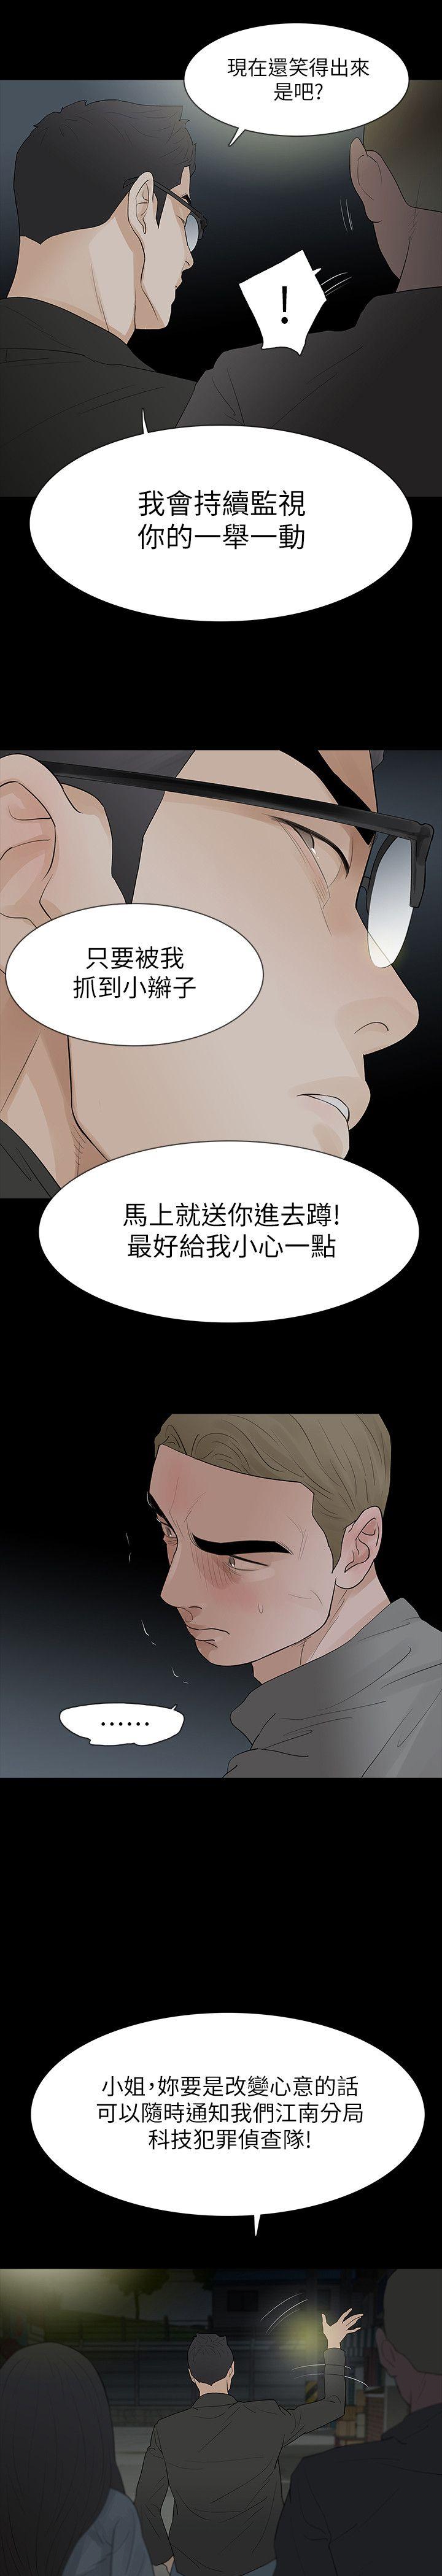 現在還笑得出來
是吧?
!
我會持續監視
你的一舉一動
只要被我
抓到小辮子
馬上就送你進去蹲!
最好給我小心一點
⋯⋯
小姐,妳要是改變心意的話
可以隨時通知我們江南分局
科技犯罪偵查隊!